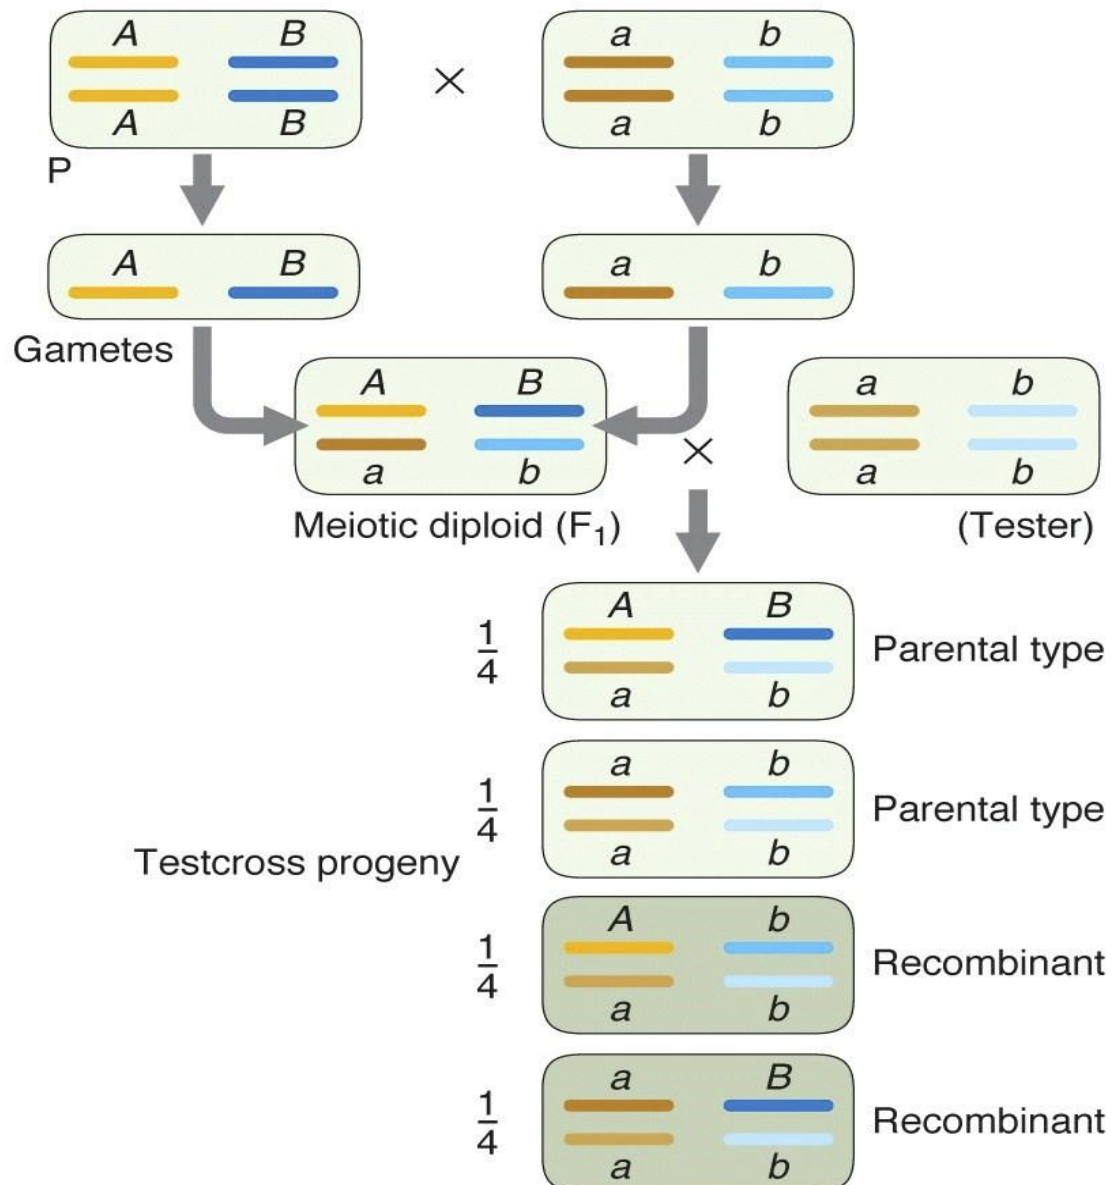 A B a b
A B a b
P
A B a b
Gametes
A B a b
a b a b
Meiotic diploid (F₁) (Tester)
A B
1/4 Parental type
a b
a b
1/4 Parental type
a b
Testcross progeny
A b
1/4 Recombinant
a b
a B
1/4 Recombinant
a b